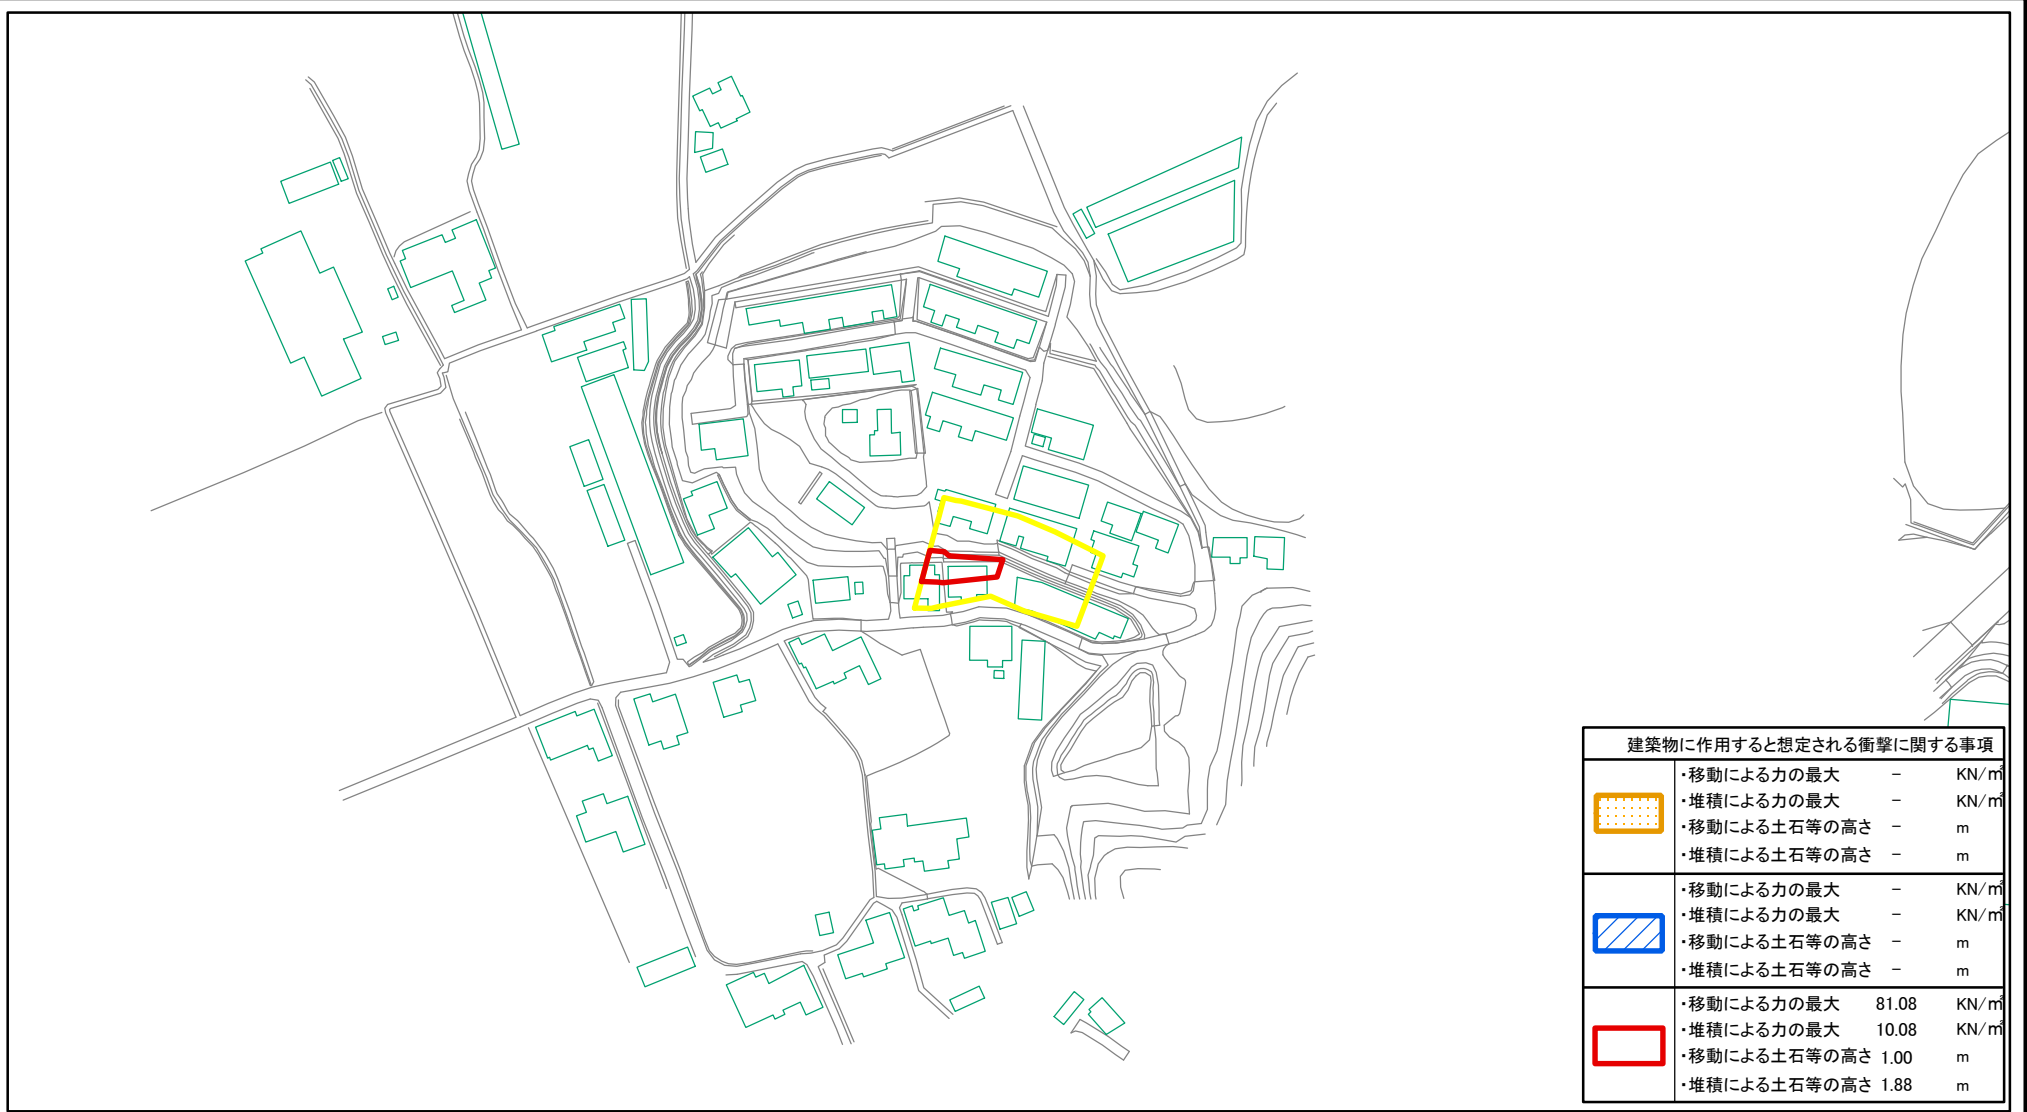 建築物に作用すると想定される衝撃に関する事項
・移動による力の最大 － KN/㎡
・堆積による力の最大 － KN/㎡
・移動による土石等の高さ － m
・堆積による土石等の高さ － m
・移動による力の最大 － KN/㎡
・堆積による力の最大 － KN/㎡
・移動による土石等の高さ － m
・堆積による土石等の高さ － m
・移動による力の最大 81.08 KN/㎡
・堆積による力の最大 10.08 KN/㎡
・移動による土石等の高さ 1.00 m
・堆積による土石等の高さ 1.88 m